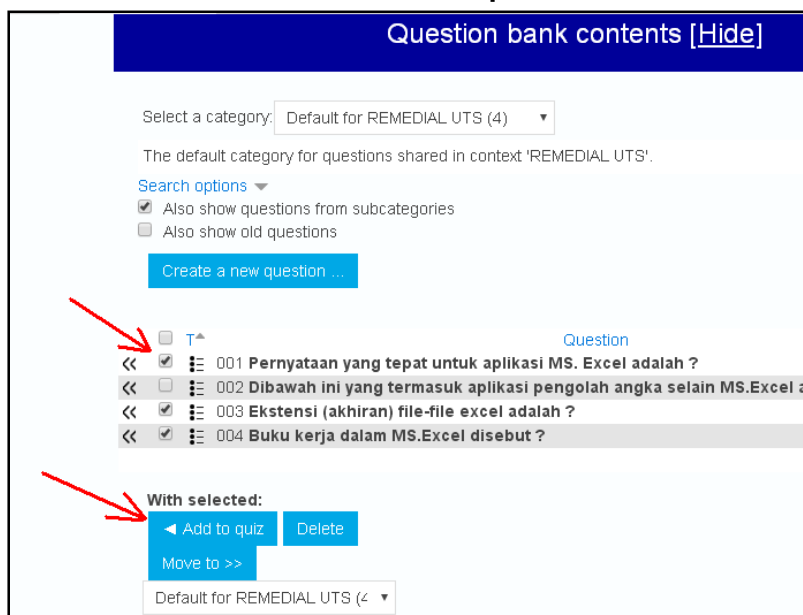 Question bank contents [Hide]
Select a category: Default for REMEDIAL UTS (4)
The default category for questions shared in context 'REMEDIAL UTS'.
Search options
Also show questions from subcategories
Also show old questions
Create a new question ...
T Question
001 Pernyataan yang tepat untuk aplikasi MS. Excel adalah ?
002 Dibawah ini yang termasuk aplikasi pengolah angka selain MS.Excel a
003 Ekstensi (akhiran) file-file excel adalah ?
004 Buku kerja dalam MS.Excel disebut ?
With selected:
Add to quiz Delete
Move to >>
Default for REMEDIAL UTS (4